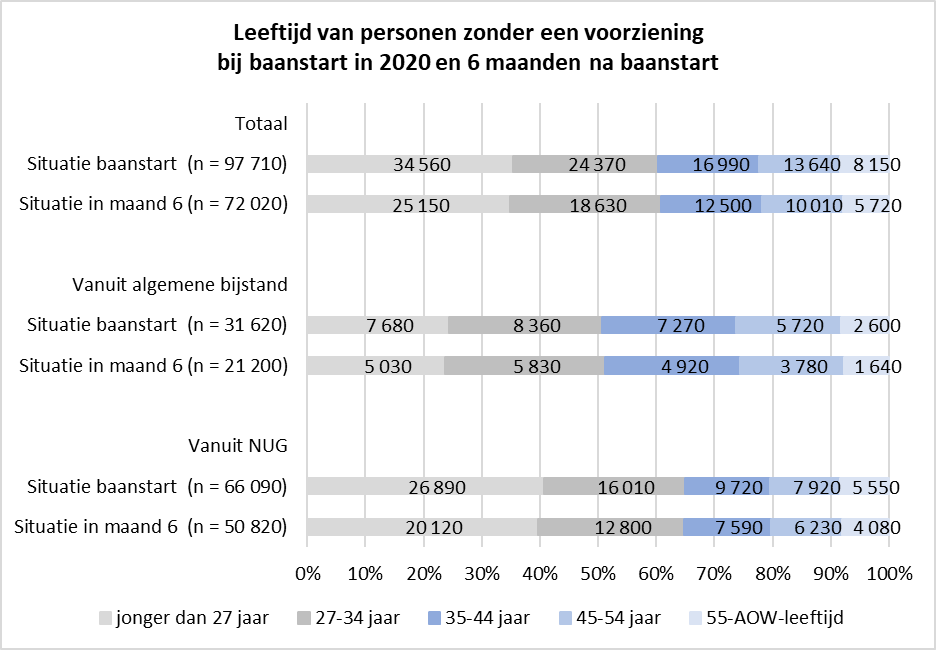 Leeftijd van personen zonder een voorziening
bij baanstart in 2020 en 6 maanden na baanstart
Totaal
Situatie baanstart (n = 97 710) 34 560 24 370 16 990 13 640 8 150
Situatie in maand 6 (n = 72 020) 25 150 18 630 12 500 10 010 5 720
Vanuit algemene bijstand
Situatie baanstart (n = 31 620) 7 680 8 360 7 270 5 720 2 600
Situatie in maand 6 (n = 21 200) 5 030 5 830 4 920 3 780 1 640
Vanuit NUG
Situatie baanstart (n = 66 090) 26 890 16 010 9 720 7 920 5 550
Situatie in maand 6 (n = 50 820) 20 120 12 800 7 590 6 230 4 080
0% 10% 20% 30% 40% 50% 60% 70% 80% 90% 100%
jonger dan 27 jaar 27-34 jaar 35-44 jaar 45-54 jaar 55-AOW-leeftijd